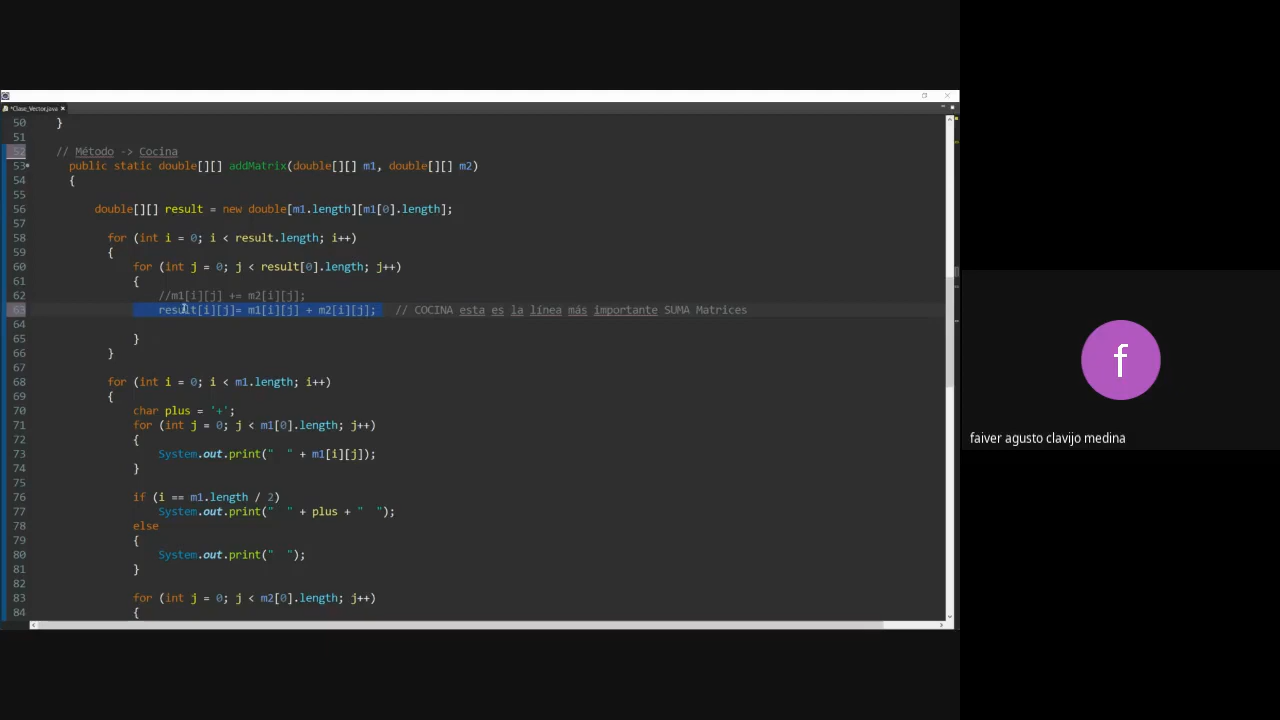 *Clase_Vector.java
50 }
51
52 // Método -> Cocina
53 public static double[][] addMatrix(double[][] m1, double[][] m2)
54 {
55
56 double[][] result = new double[m1.length][m1[0].length];
57
58 for (int i = 0; i < result.length; i++)
59 {
60 for (int j = 0; j < result[0].length; j++)
61 {
62 //m1[i][j] += m2[i][j];
63 result[i][j]= m1[i][j] + m2[i][j]; // COCINA esta es la línea más importante SUMA Matrices
64
65 }
66 }
67
68 for (int i = 0; i < m1.length; i++)
69 {
70 char plus = '+';
71 for (int j = 0; j < m1[0].length; j++)
72 {
73 System.out.print("  " + m1[i][j]);
74 }
75
76 if (i == m1.length / 2)
77 System.out.print("  " + plus + "  ");
78 else
79 {
80 System.out.print("  ");
81 }
82
83 for (int j = 0; j < m2[0].length; j++)
84 {
f
faiver agusto clavijo medina